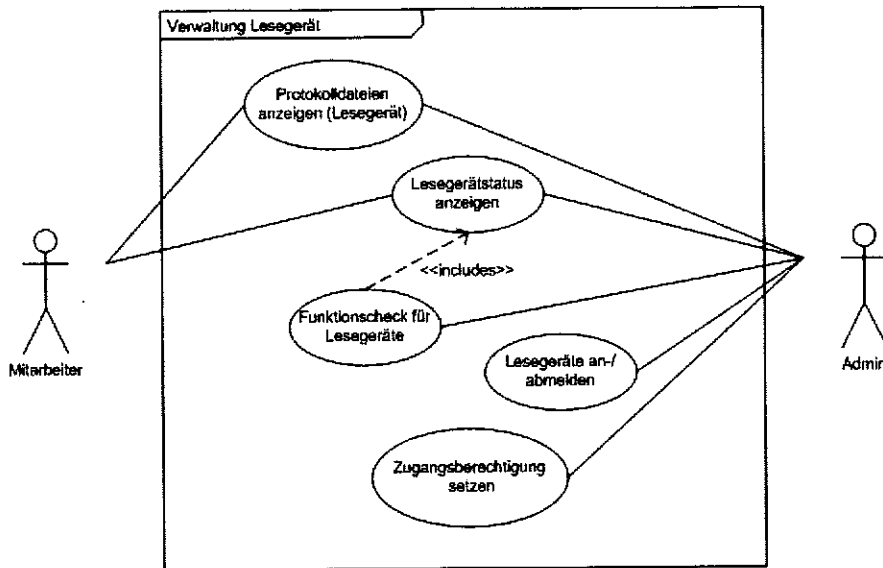 Verwaltung Lesegerät
Protokolldateien
anzeigen (Lesegerät)
Lesegerätstatus
anzeigen
<<includes>>
Funktionscheck für
Lesegeräte
Lesegeräte an-/
abmelden
Zugangsberechtigung
setzen
Mitarbeiter
Admin